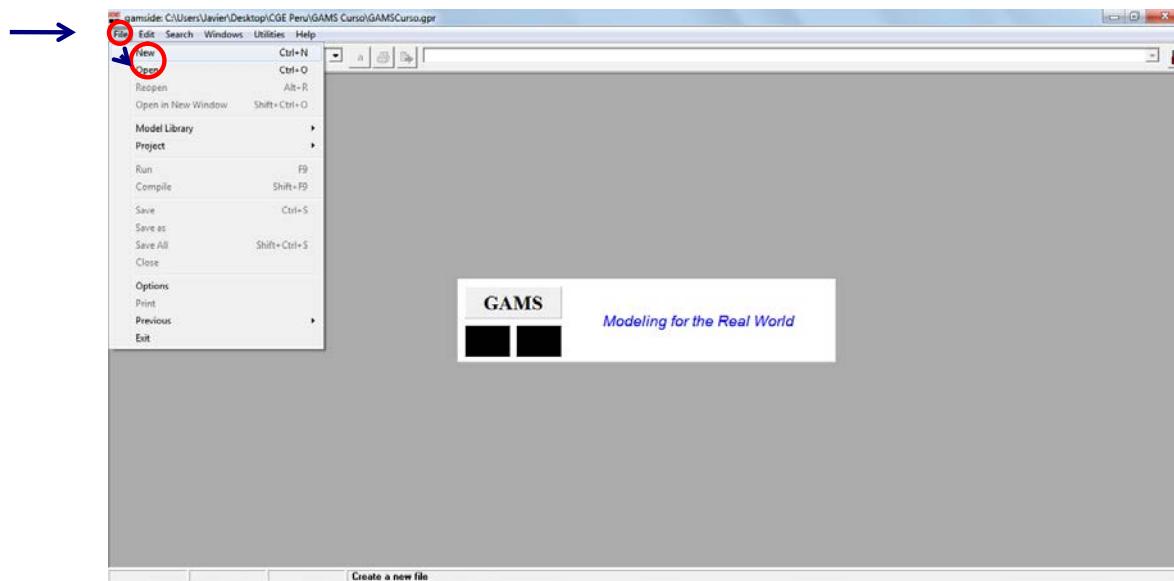 gamside: C:\Users\Javier\Desktop\CGE Peru\GAMS Curso\GAMSCurso.gpr
File Edit Search Windows Utilities Help
New Ctrl+N
Open Ctrl+O
Reopen Alt+R
Open in New Window Shift+Ctrl+O
Model Library
Project
Run F9
Compile Shift+F9
Save Ctrl+S
Save as
Save All Shift+Ctrl+S
Close
Options
Print
Previous
Exit
a
GAMS
Modeling for the Real World
Create a new file